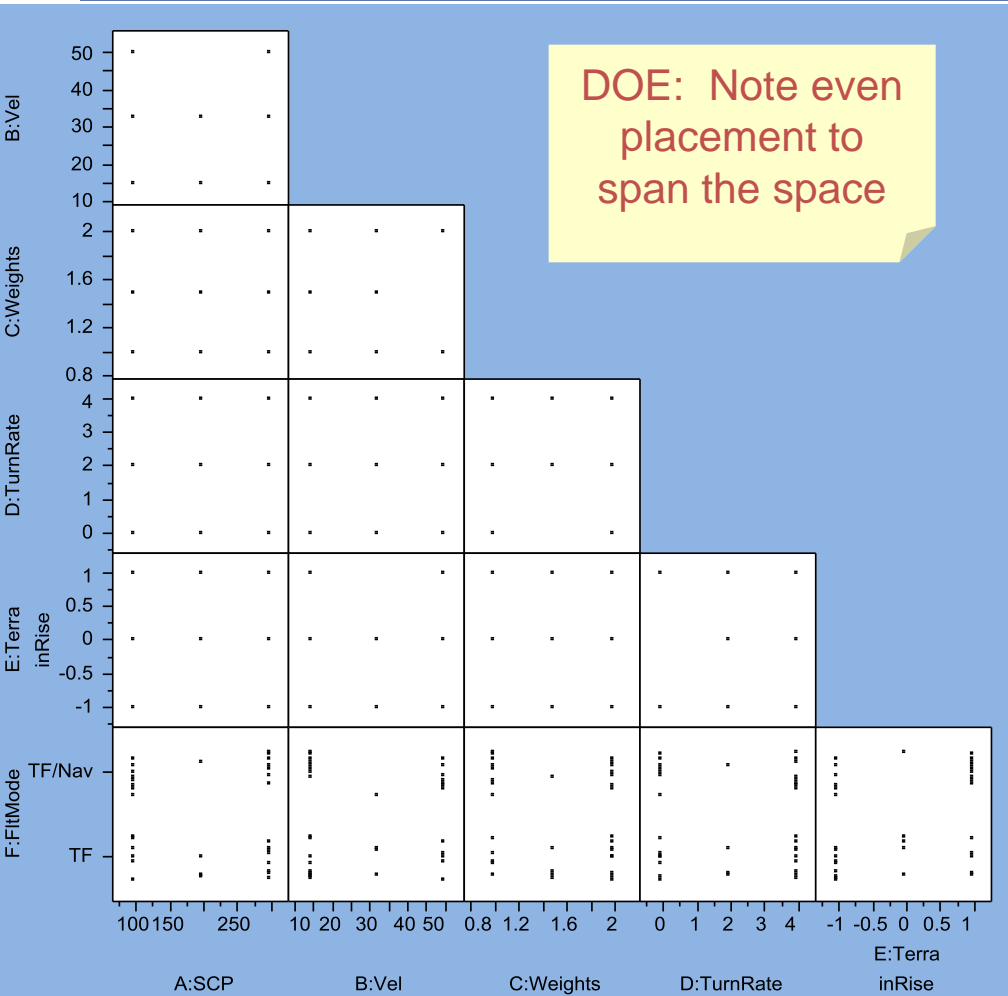 DOE: Note even
placement to
span the space
B:Vel
50
40
30
20
10
C:Weights
2
1.6
1.2
0.8
D:TurnRate
4
3
2
1
0
E:Terra
inRise
1
0.5
0
-0.5
-1
F:FltMode
TF/Nav
TF
100 150 250 10 20 30 40 50 0.8 1.2 1.6 2 0 1 2 3 4 -1 -0.5 0 0.5 1
A:SCP B:Vel C:Weights D:TurnRate E:Terra
inRise